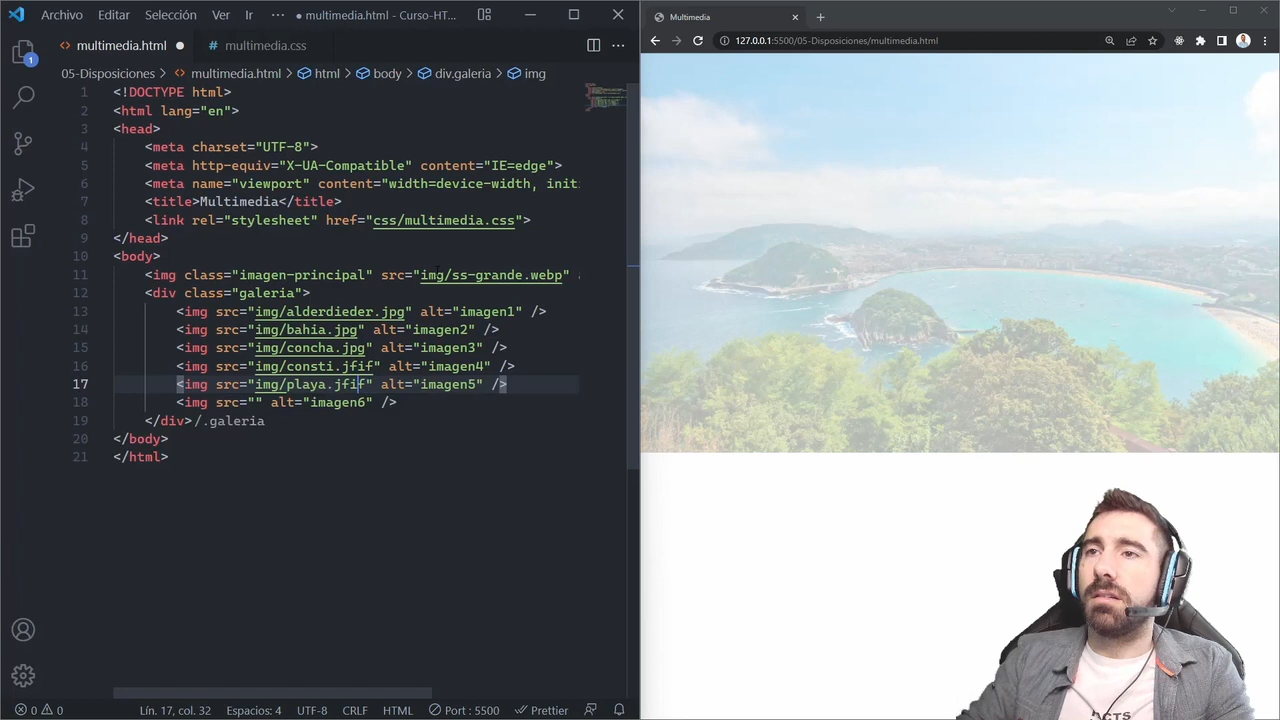 Archivo Editar Selección Ver Ir ··· ● multimedia.html - Curso-HT...
multimedia.html ● # multimedia.css
05-Disposiciones > multimedia.html > html > body > div.galeria > img
1 <!DOCTYPE html>
2 <html lang="en">
3 <head>
4 <meta charset="UTF-8">
5 <meta http-equiv="X-UA-Compatible" content="IE=edge">
6 <meta name="viewport" content="width=device-width, init
7 <title>Multimedia</title>
8 <link rel="stylesheet" href="css/multimedia.css">
9 </head>
10 <body>
11 <img class="imagen-principal" src="img/ss-grande.webp"
12 <div class="galeria">
13 <img src="img/alderdieder.jpg" alt="imagen1" />
14 <img src="img/bahia.jpg" alt="imagen2" />
15 <img src="img/concha.jpg" alt="imagen3" />
16 <img src="img/consti.jfif" alt="imagen4" />
17 <img src="img/playa.jfif" alt="imagen5" />
18 <img src="" alt="imagen6" />
19 </div>/.galeria
20 </body>
21 </html>
1
0 0 Lín. 17, col. 32 Espacios: 4 UTF-8 CRLF HTML Port : 5500 Prettier
Multimedia
127.0.0.1:5500/05-Disposiciones/multimedia.html